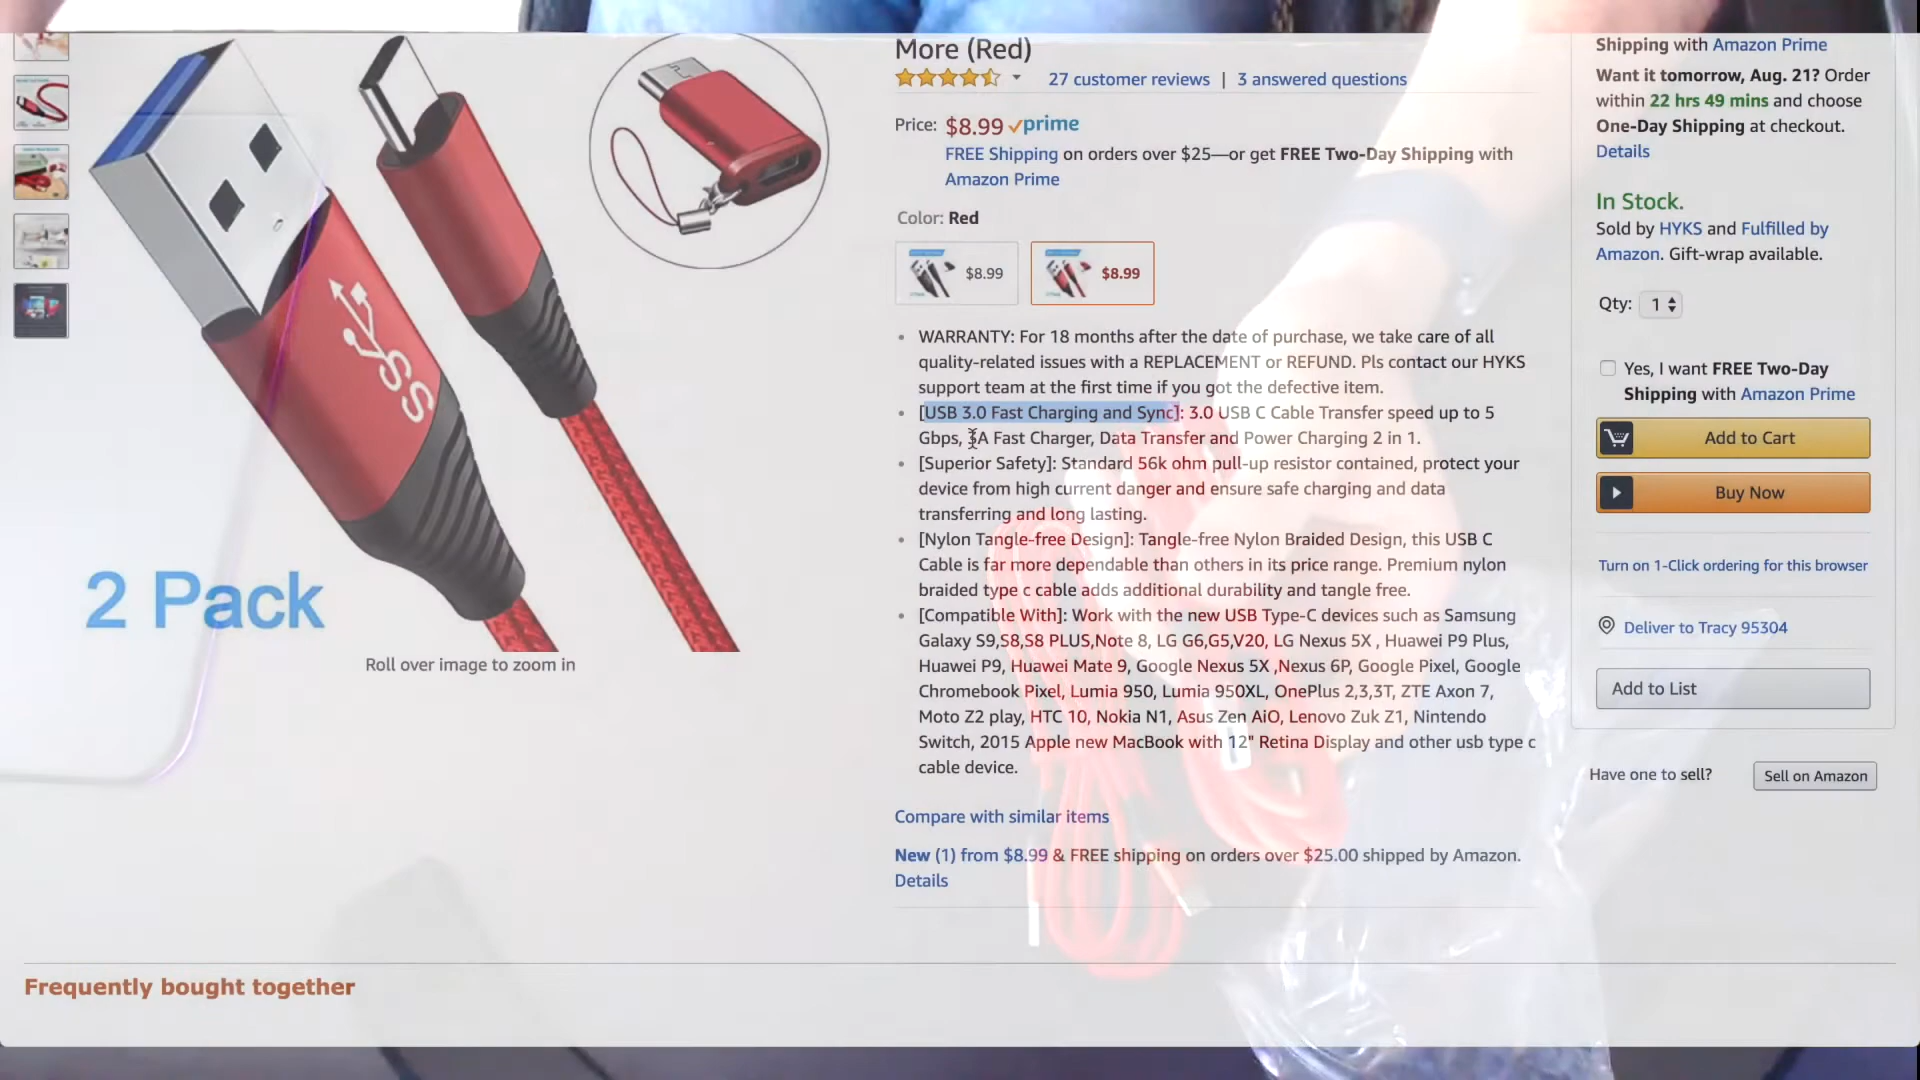 More (Red)
27 customer reviews | 3 answered questions
Price: $8.99 prime
FREE Shipping on orders over $25—or get FREE Two-Day Shipping with
Amazon Prime
Color: Red
$8.99
$8.99
WARRANTY: For 18 months after the date of purchase, we take care of all
quality-related issues with a REPLACEMENT or REFUND. Pls contact our HYKS
support team at the first time if you got the defective item.
[USB 3.0 Fast Charging and Sync]: 3.0 USB C Cable Transfer speed up to 5
Gbps, 3A Fast Charger, Data Transfer and Power Charging 2 in 1.
[Superior Safety]: Standard 56k ohm pull-up resistor contained, protect your
device from high current danger and ensure safe charging and data
transferring and long lasting.
[Nylon Tangle-free Design]: Tangle-free Nylon Braided Design, this USB C
Cable is far more dependable than others in its price range. Premium nylon
braided type c cable adds additional durability and tangle free.
[Compatible With]: Work with the new USB Type-C devices such as Samsung
Galaxy S9,S8,S8 PLUS,Note 8, LG G6,G5,V20, LG Nexus 5X , Huawei P9 Plus,
Huawei P9, Huawei Mate 9, Google Nexus 5X ,Nexus 6P, Google Pixel, Google
Chromebook Pixel, Lumia 950, Lumia 950XL, OnePlus 2,3,3T, ZTE Axon 7,
Moto Z2 play, HTC 10, Nokia N1, Asus Zen AiO, Lenovo Zuk Z1, Nintendo
Switch, 2015 Apple new MacBook with 12" Retina Display and other usb type c
cable device.
Compare with similar items
New (1) from $8.99 & FREE shipping on orders over $25.00 shipped by Amazon.
Details
SS
2 Pack
Roll over image to zoom in
Shipping with Amazon Prime
Want it tomorrow, Aug. 21? Order
within 22 hrs 49 mins and choose
One-Day Shipping at checkout.
Details
In Stock.
Sold by HYKS and Fulfilled by
Amazon. Gift-wrap available.
Qty: 1
Yes, I want FREE Two-Day
Shipping with Amazon Prime
Add to Cart
Buy Now
Turn on 1-Click ordering for this browser
Deliver to Tracy 95304
Add to List
Have one to sell?
Sell on Amazon
Frequently bought together